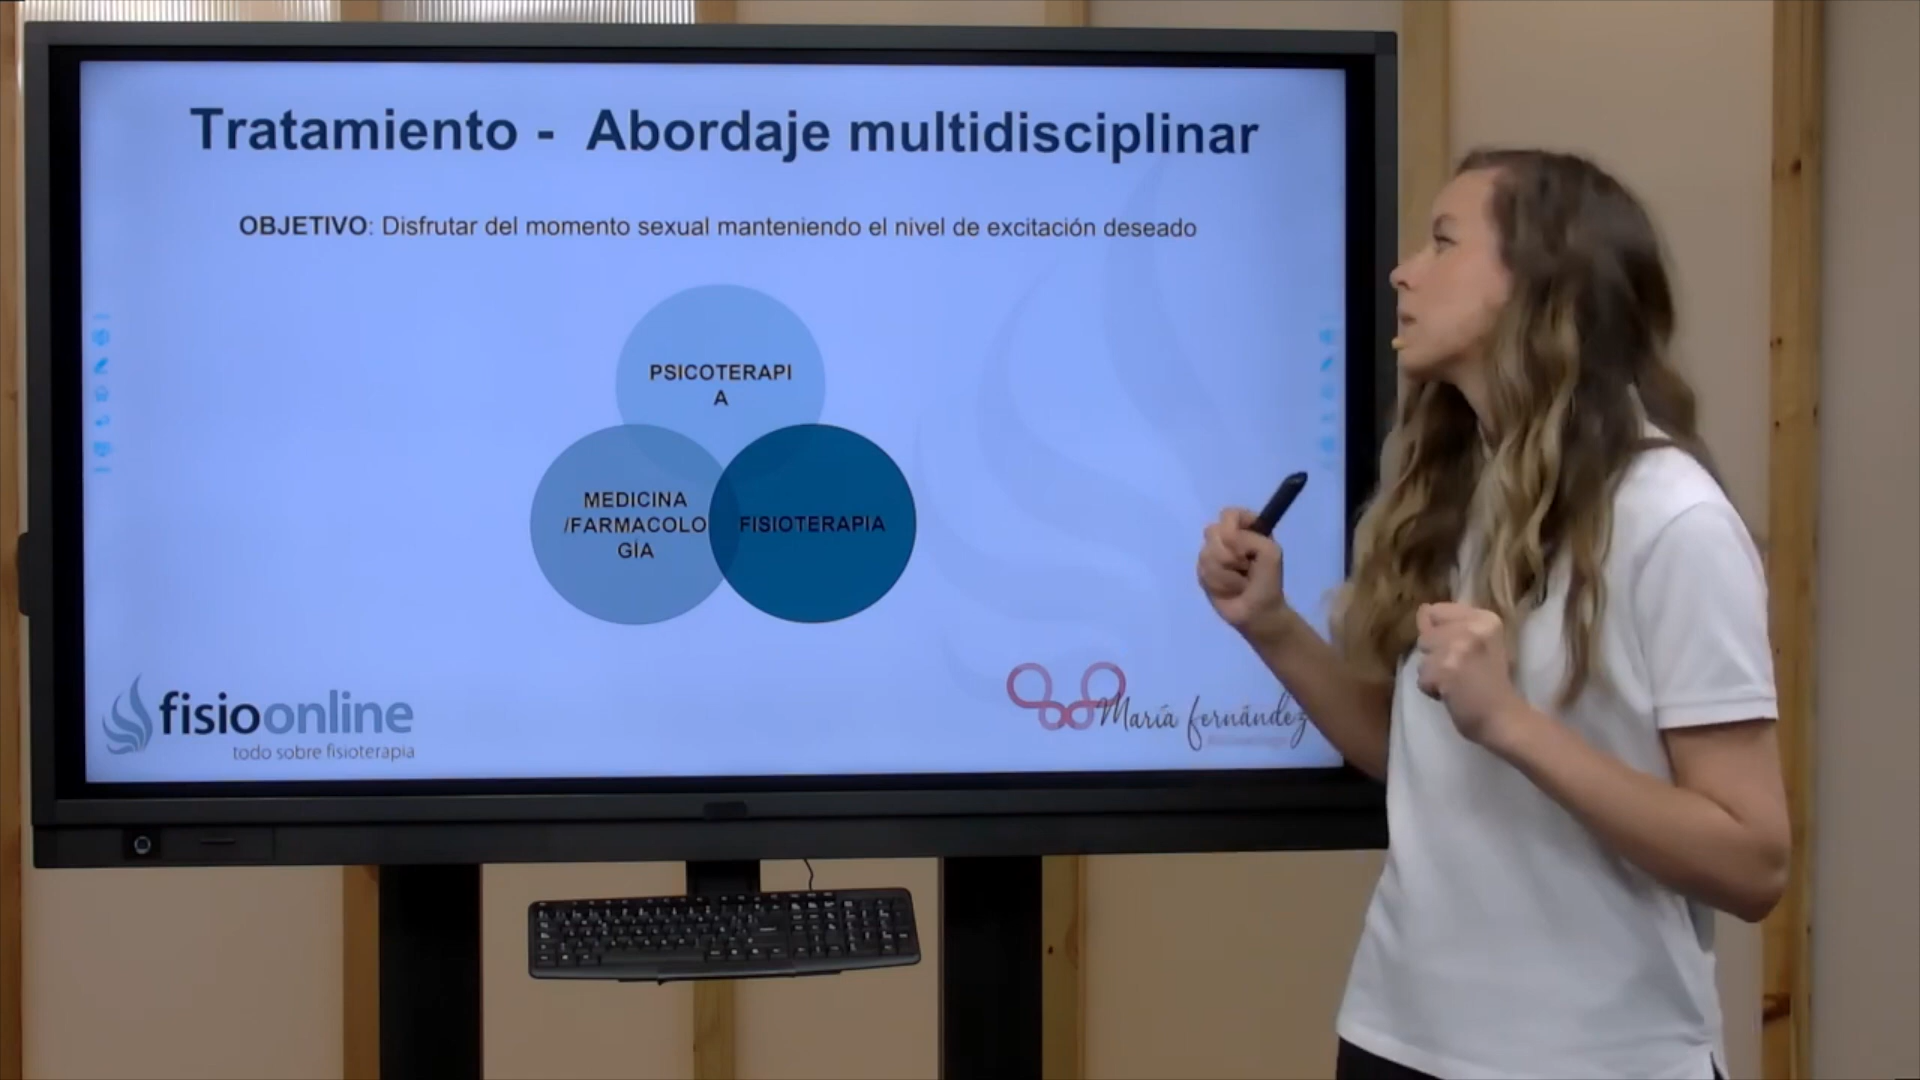 Tratamiento - Abordaje multidisciplinar
OBJETIVO: Disfrutar del momento sexual manteniendo el nivel de excitación deseado
PSICOTERAPI
A
MEDICINA
/FARMACOLO
GÍA
FISIOTERAPIA
fisioonline
todo sobre fisioterapia
María fernández